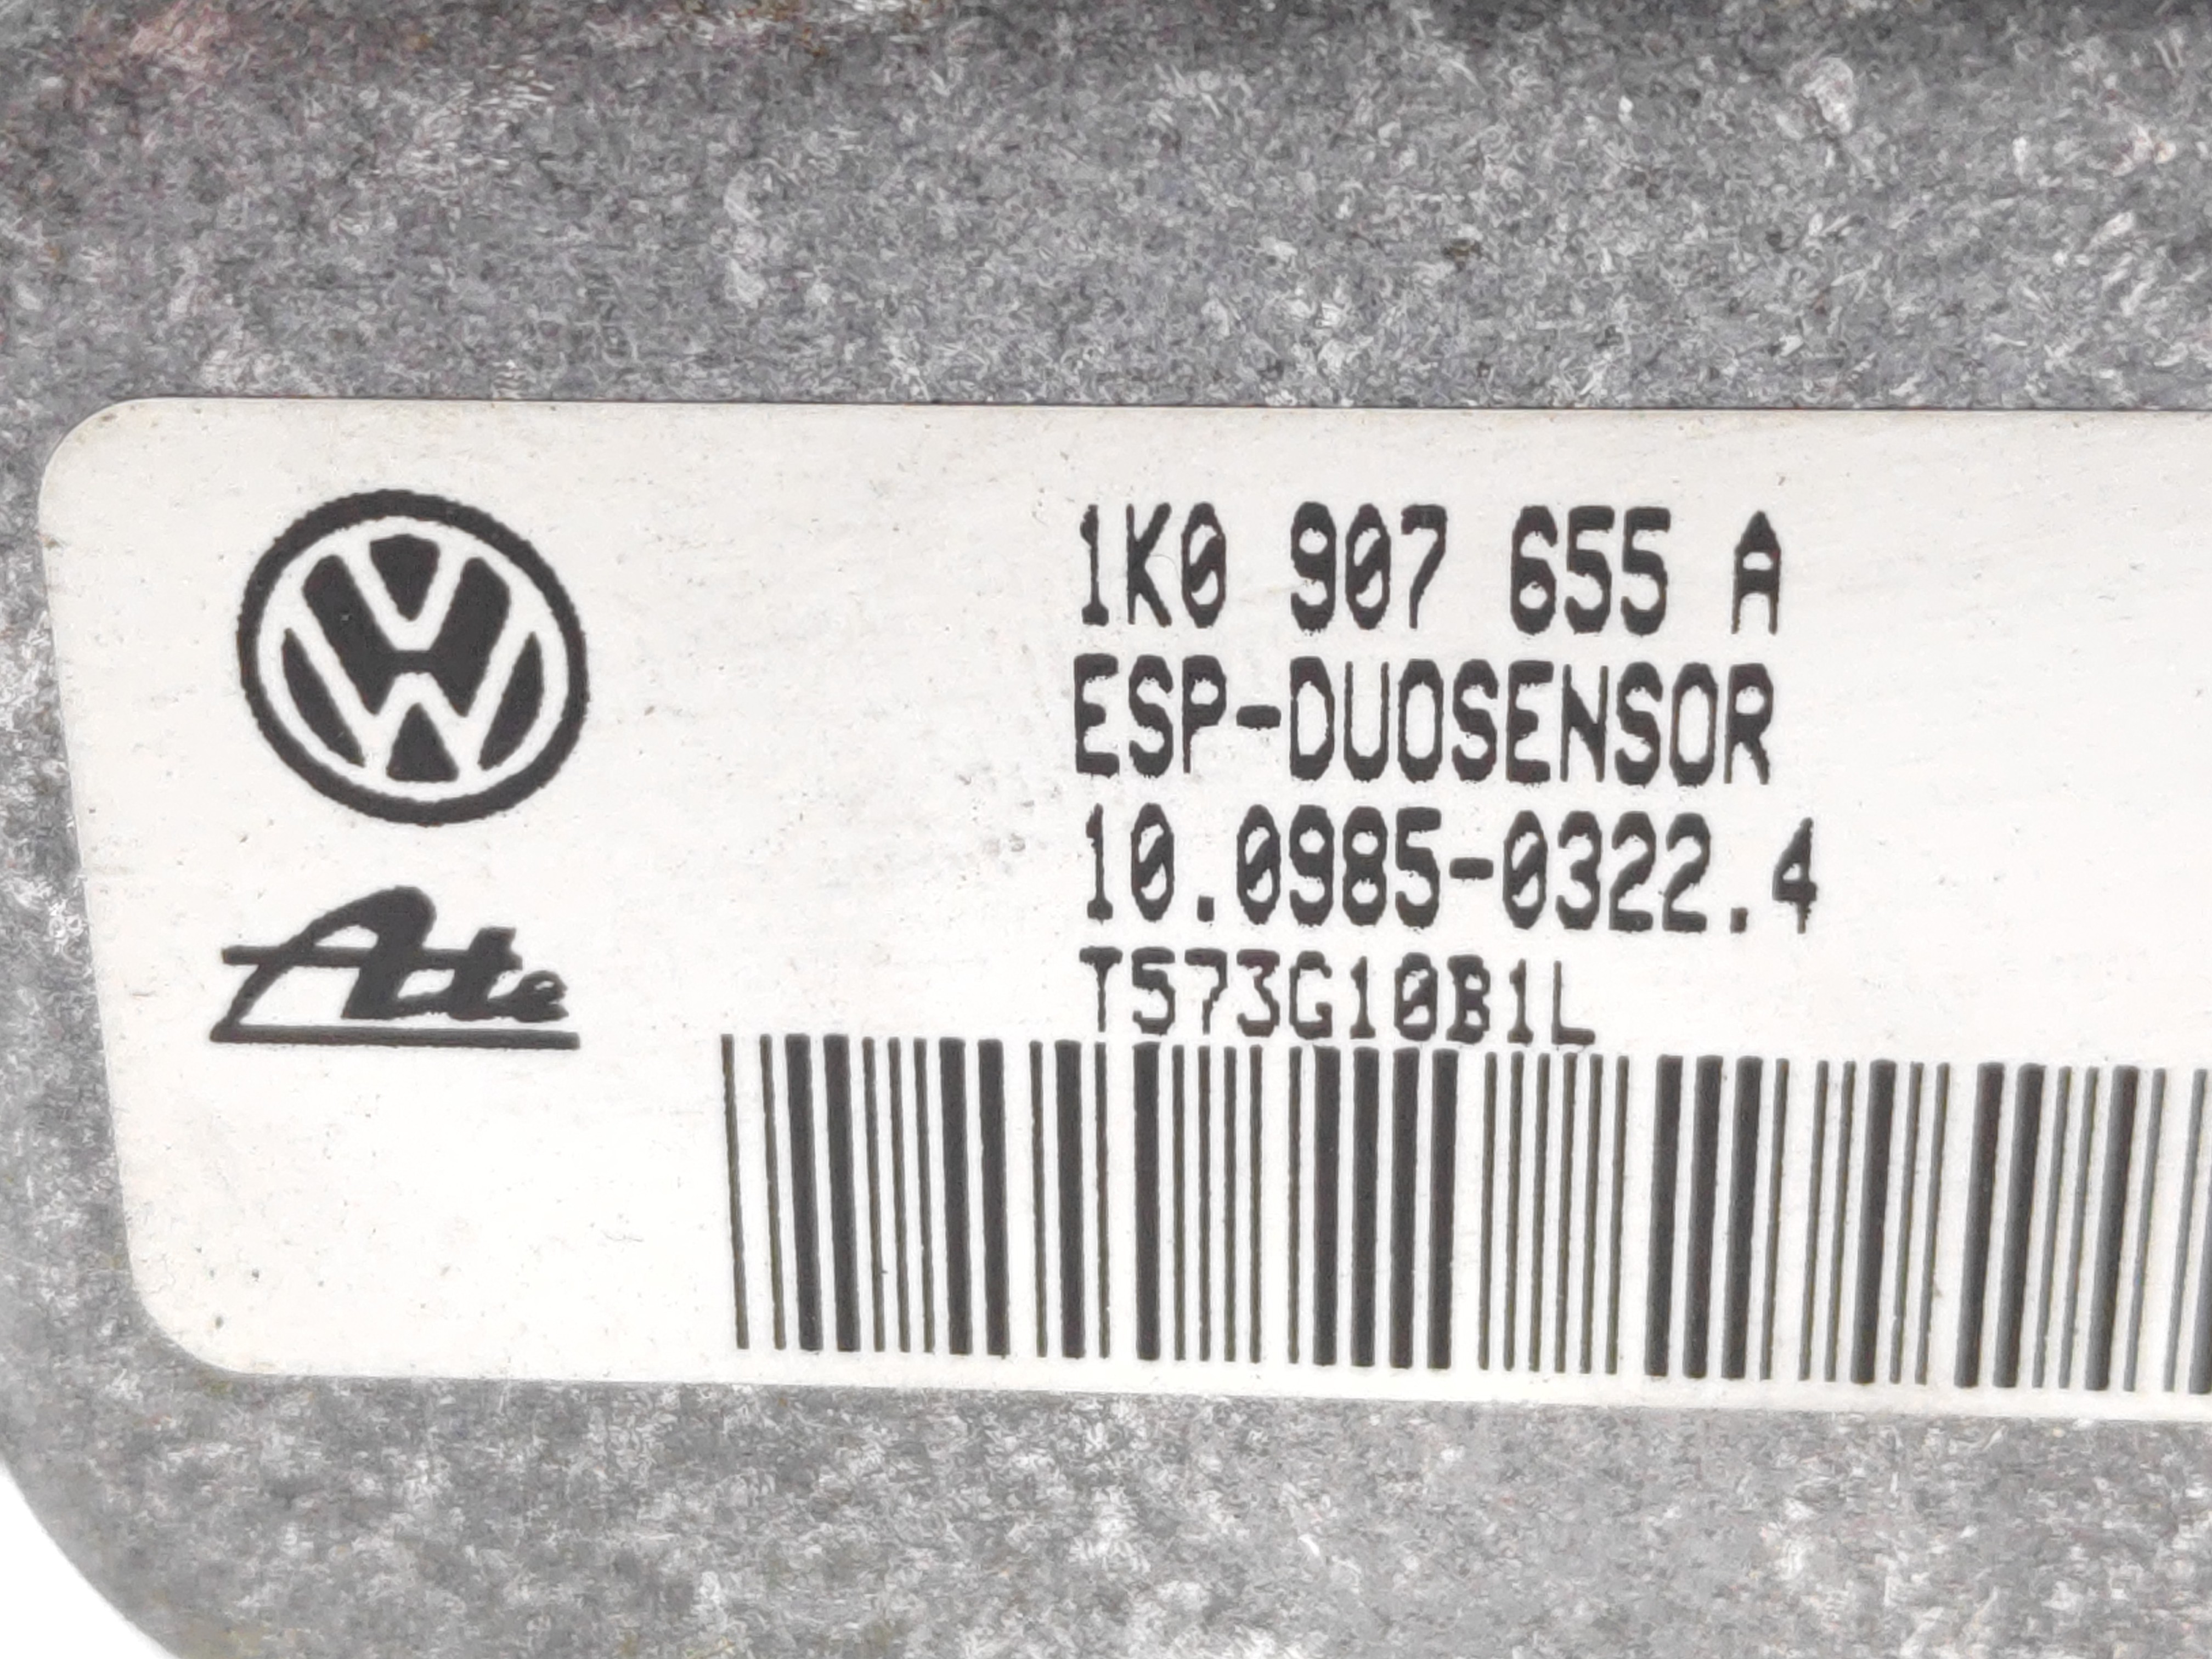 1K0 907 655 A
ESP-DUOSENSOR
10.0985-0322.4
T573G10B1L
Ate